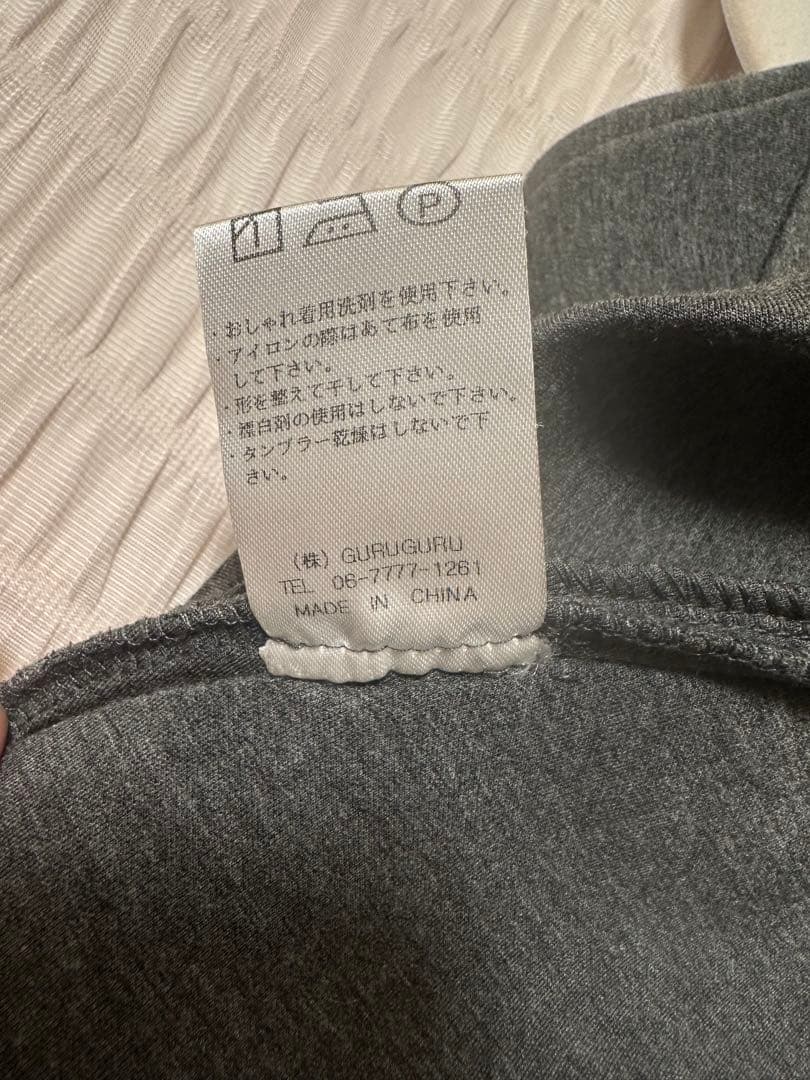 P
・おしゃれ着用洗剤を使用下さい。
・アイロンの際はあて布を使用
して下さい。
・形を整えて干して下さい。
・漂白剤の使用はしないで下さい。
・タンブラー乾燥はしないで下
さい。
(株) GURUGURU
TEL 06-7777-1261
MADE IN CHINA